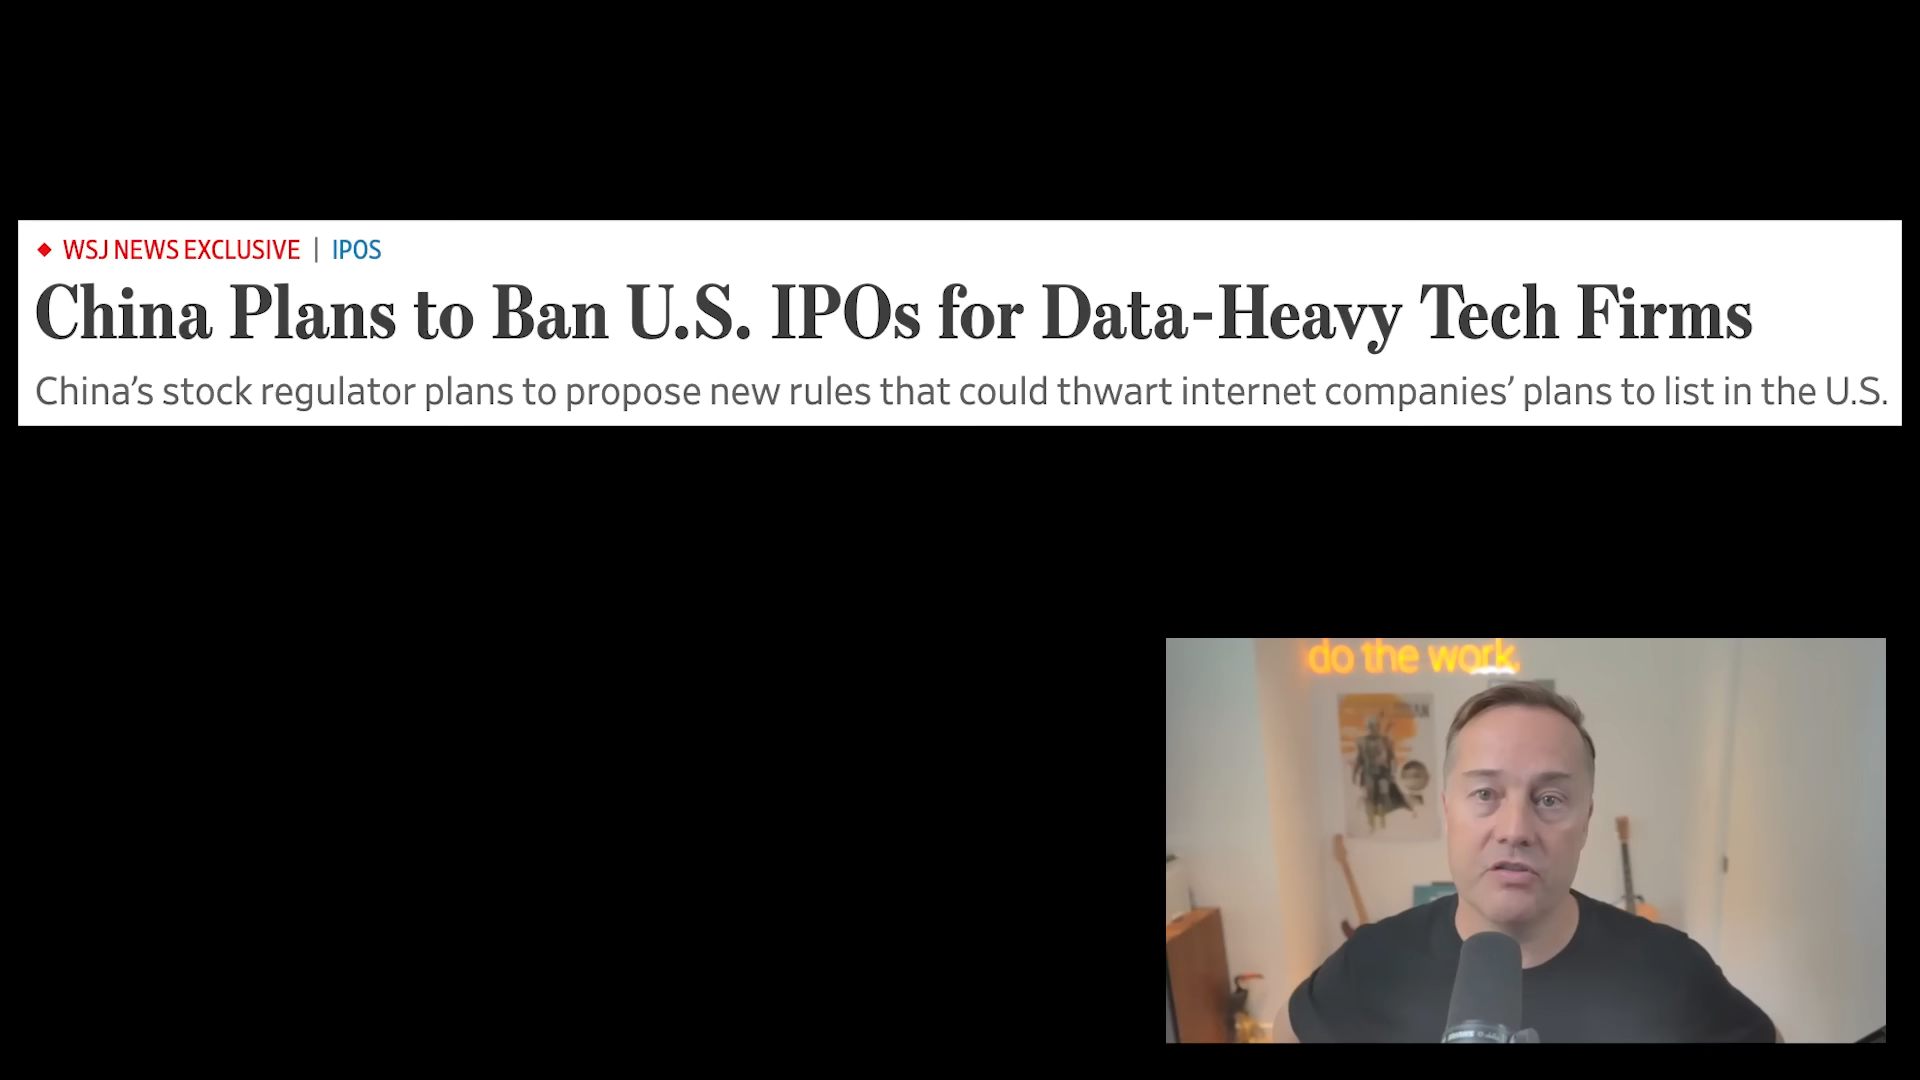 WSJ NEWS EXCLUSIVE | IPOS
China Plans to Ban U.S. IPOs for Data-Heavy Tech Firms
China's stock regulator plans to propose new rules that could thwart internet companies' plans to list in the U.S.
do the work.